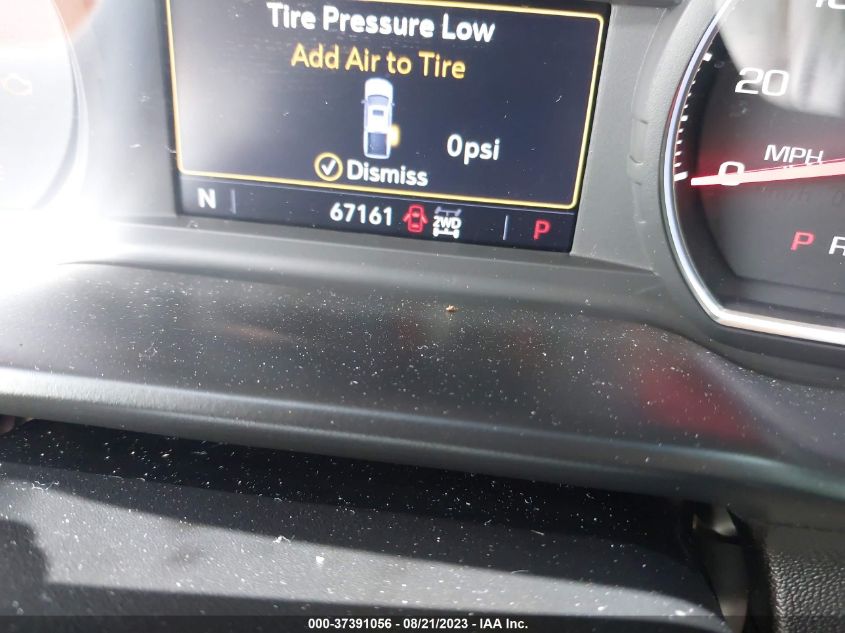 Tire Pressure Low
Add Air to Tire
0psi
Dismiss
N
67161
2WD
P
20
0
MPH
P R
000-37391056 / 08/21/2023 - IAA Inc.